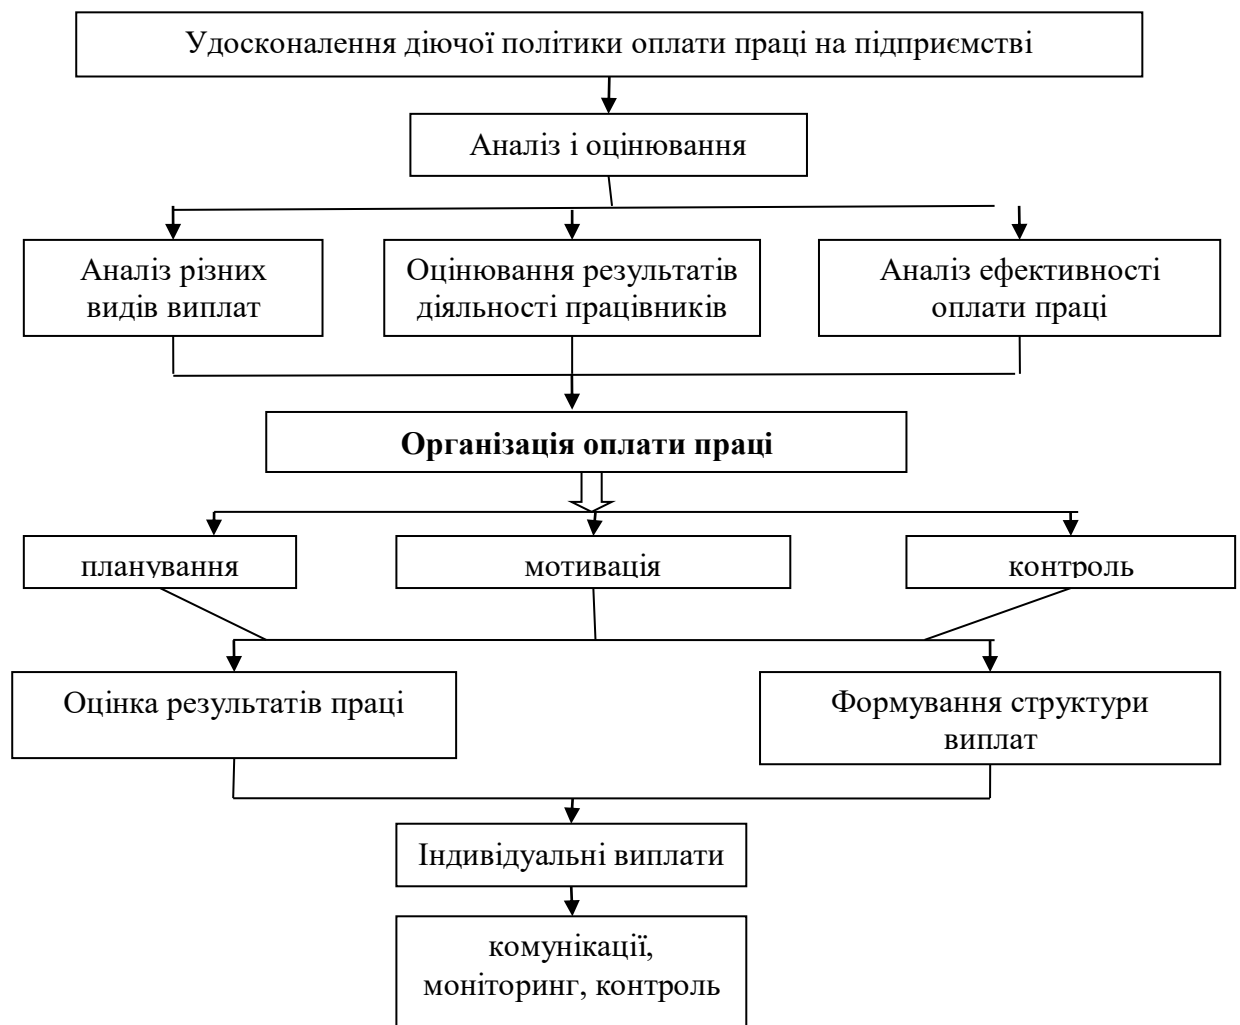 Удосконалення діючої політики оплати праці на підприємстві
Аналіз і оцінювання
Аналіз різних
видів виплат
Оцінювання результатів
діяльності працівників
Аналіз ефективності
оплати праці
Організація оплати праці
планування
мотивація
контроль
Оцінка результатів праці
Формування структури
виплат
Індивідуальні виплати
комунікації,
моніторинг, контроль